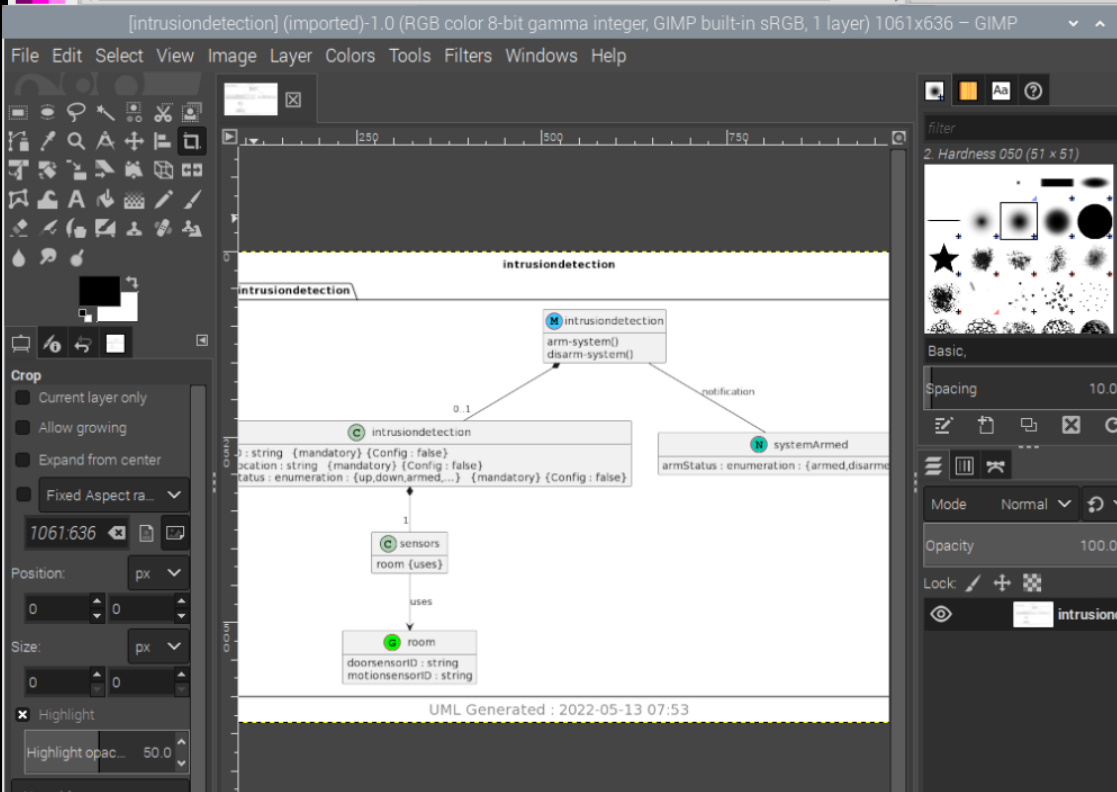 [intrusiondetection] (imported)-1.0 (RGB color 8-bit gamma integer, GIMP built-in sRGB, 1 layer) 1061x636 – GIMP
File Edit Select View Image Layer Colors Tools Filters Windows Help
250 500 750
filter
2. Hardness 050 (51 × 51)
Basic,
Spacing 10.0
Mode Normal
Opacity 100.0
Lock:
intrusion
Crop
Current layer only
Allow growing
Expand from center
Fixed Aspect ra...
1061:636
Position: px
0 0
Size: px
0 0
Highlight
Highlight opac... 50.0
0
250
500
intrusiondetection
intrusiondetection
M intrusiondetection
arm-system()
disarm-system()
0..1
notification
C intrusiondetection
: string {mandatory} {Config : false}
ocation : string {mandatory} {Config : false}
tatus : enumeration : {up,down,armed,...} {mandatory} {Config : false}
N systemArmed
armStatus : enumeration : {armed,disarme
1
C sensors
room {uses}
uses
G room
doorsensorID : string
motionsensorID : string
UML Generated : 2022-05-13 07:53